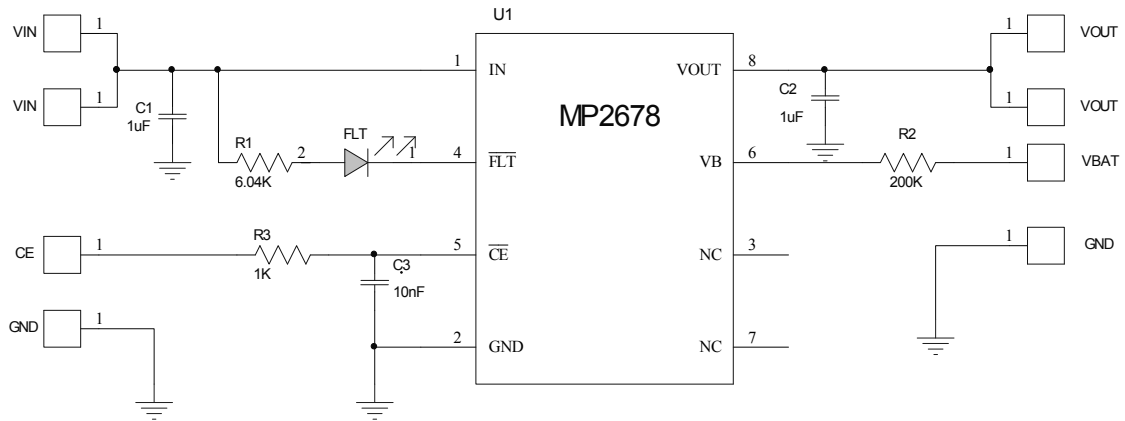 U1
VIN 1
VIN 1
C1
1uF
R1
6.04K
2 FLT 1
CE 1
R3
1K
C3
10nF
GND 1
1 IN
4 FLT
5 CE
2 GND
MP2678
VOUT 8
VB 6
NC 3
NC 7
C2
1uF
R2
200K
1 VOUT
1 VOUT
1 VBAT
1 GND